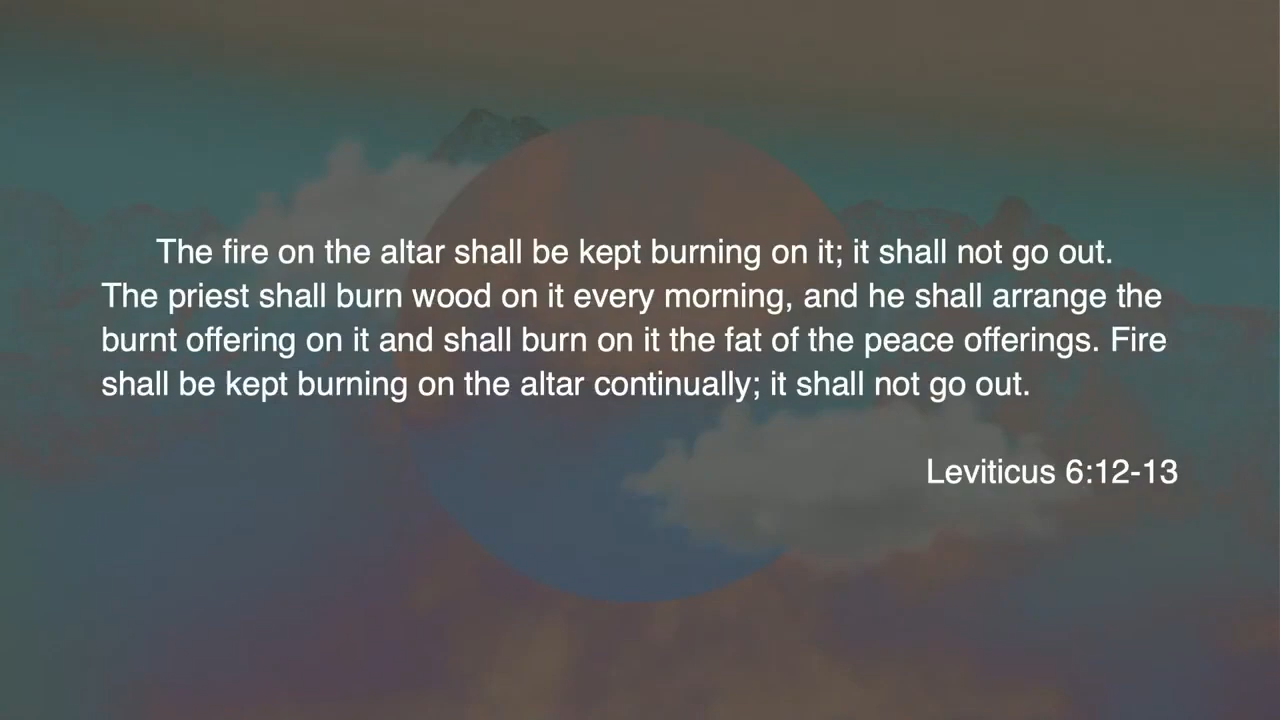 The fire on the altar shall be kept burning on it; it shall not go out.
The priest shall burn wood on it every morning, and he shall arrange the
burnt offering on it and shall burn on it the fat of the peace offerings. Fire
shall be kept burning on the altar continually; it shall not go out.
Leviticus 6:12-13